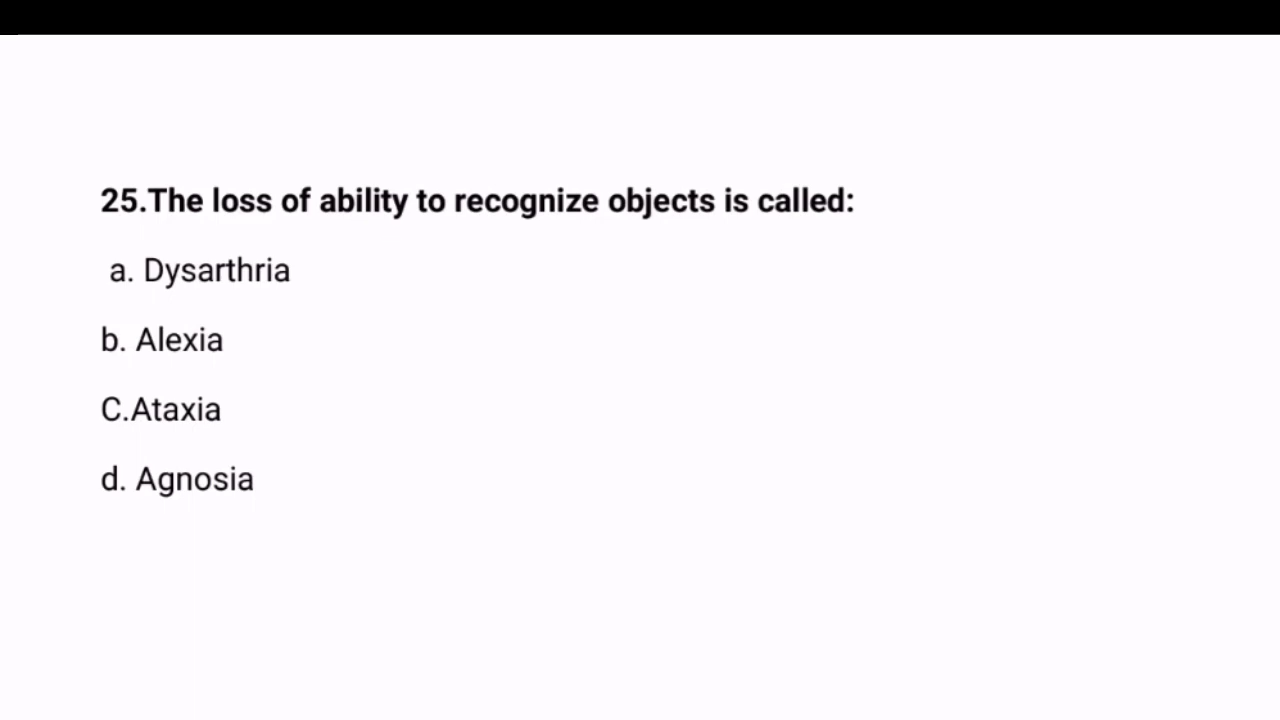 25.The loss of ability to recognize objects is called:
a. Dysarthria
b. Alexia
C.Ataxia
d. Agnosia